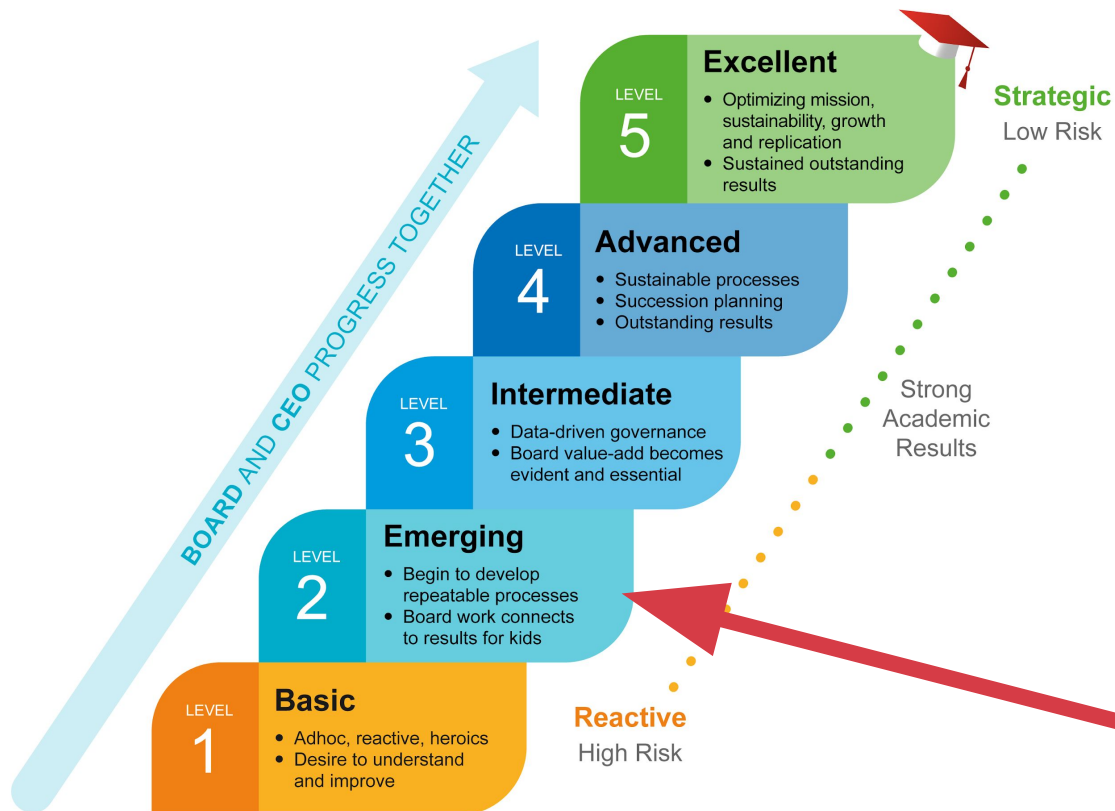 BOARD AND CEO PROGRESS TOGETHER
LEVEL
5
Excellent
• Optimizing mission,
sustainability, growth
and replication
• Sustained outstanding
results
Strategic
Low Risk
LEVEL
4
Advanced
• Sustainable processes
• Succession planning
• Outstanding results
Strong
Academic
Results
LEVEL
3
Intermediate
• Data-driven governance
• Board value-add becomes
evident and essential
LEVEL
2
Emerging
• Begin to develop
repeatable processes
• Board work connects
to results for kids
LEVEL
1
Basic
• Adhoc, reactive, heroics
• Desire to understand
and improve
Reactive
High Risk